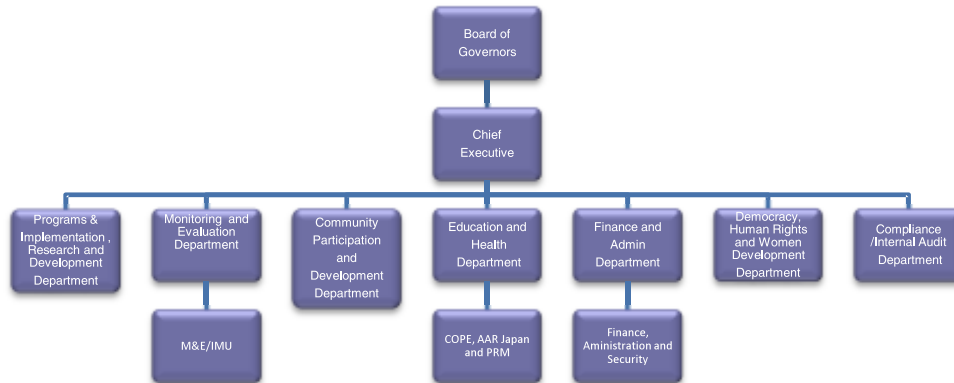 Board of
Governors
Chief
Executive
Programs &
Implementation ,
Research and
Development
Department
Monitoring and
Evaluation
Department
Community
Participation
and
Development
Department
Education and
Health
Department
Finance and
Admin
Department
Democracy,
Human Rights
and Women
Development
Department
Compliance
/Internal Audit
Department
M&E/IMU
COPE, AAR Japan
and PRM
Finance,
Aministration and
Security